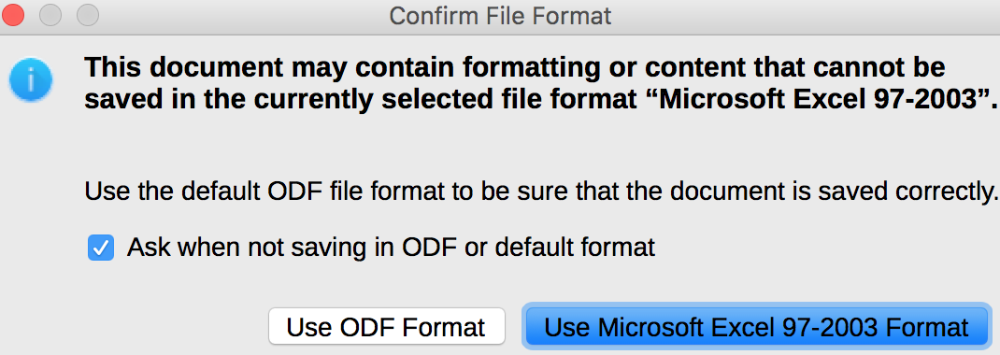 Confirm File Format
This document may contain formatting or content that cannot be
saved in the currently selected file format “Microsoft Excel 97-2003”.
Use the default ODF file format to be sure that the document is saved correctly.
Ask when not saving in ODF or default format
Use ODF Format
Use Microsoft Excel 97-2003 Format